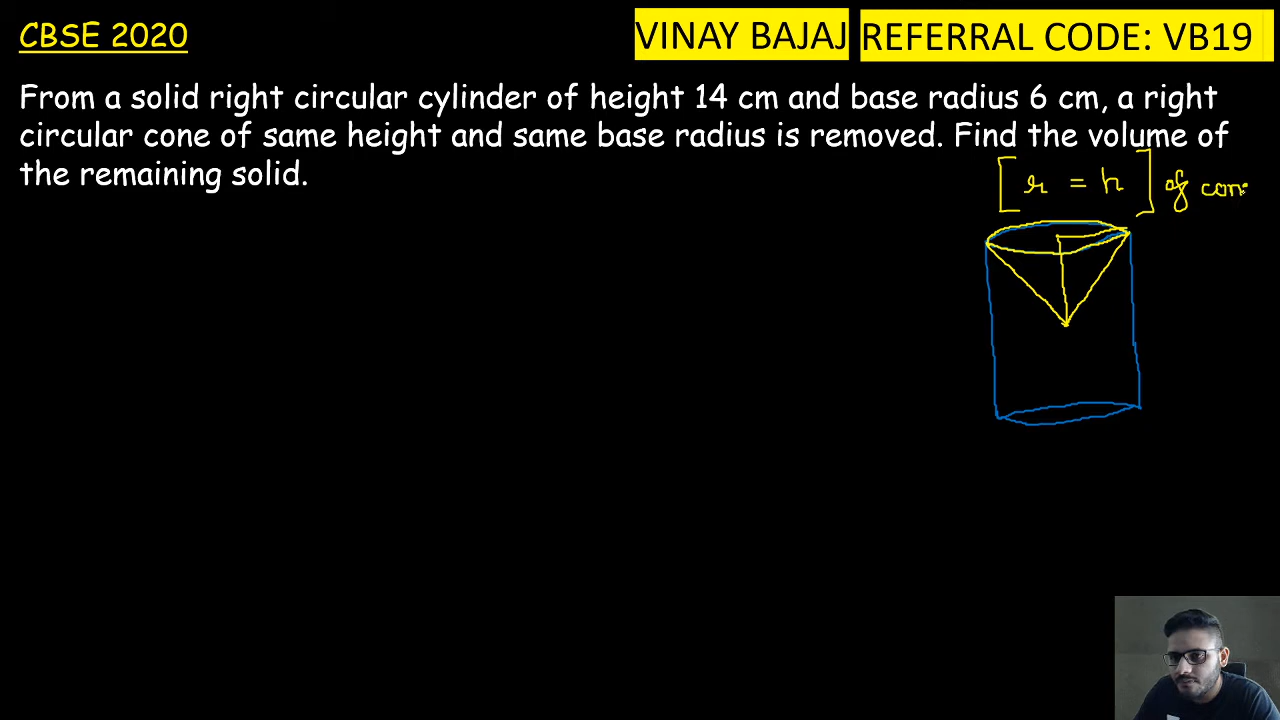 CBSE 2020
VINAY BAJAJ REFERRAL CODE: VB19
From a solid right circular cylinder of height 14 cm and base radius 6 cm, a right
circular cone of same height and same base radius is removed. Find the volume of
the remaining solid.
[r = h] of con